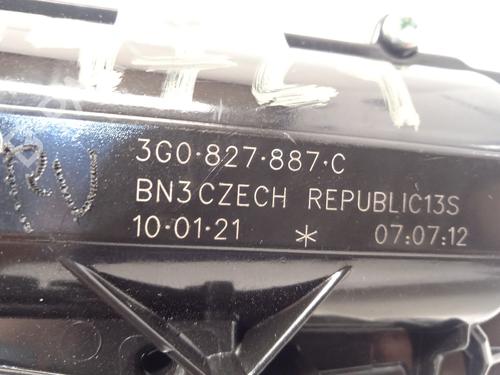 3G0·827·887·C
BN3CZECH REPUBLIC13S
10·01·21 * 07:07:12